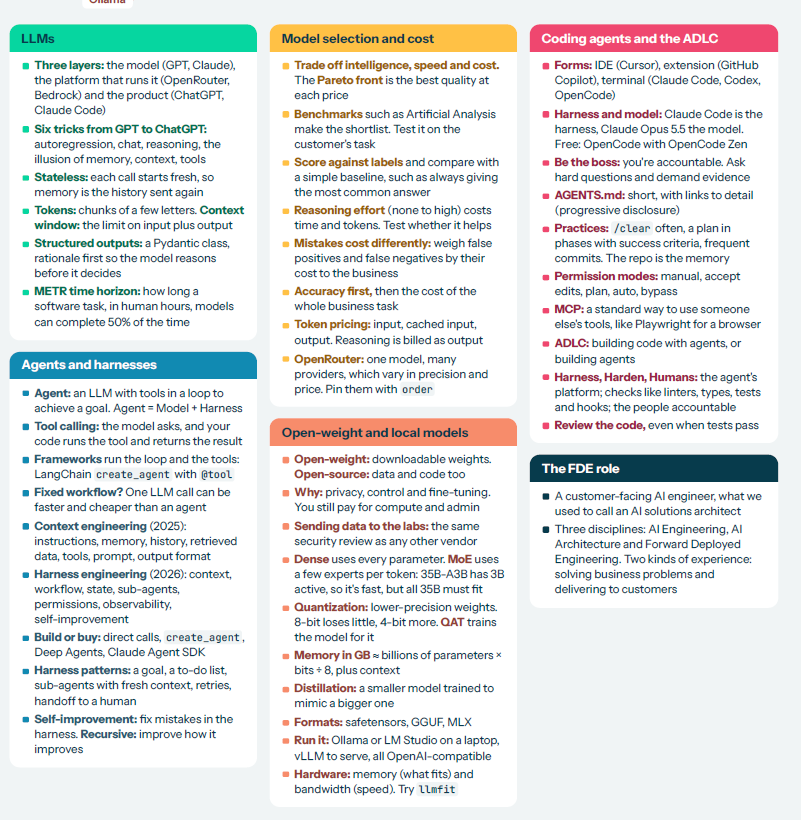 Ollama
LLMs
Three layers: the model (GPT, Claude),
the platform that runs it (OpenRouter,
Bedrock) and the product (ChatGPT,
Claude Code)
Six tricks from GPT to ChatGPT:
autoregression, chat, reasoning, the
illusion of memory, context, tools
Stateless: each call starts fresh, so
memory is the history sent again
Tokens: chunks of a few letters. Context
window: the limit on input plus output
Structured outputs: a Pydantic class,
rationale first so the model reasons
before it decides
METR time horizon: how long a
software task, in human hours, models
can complete 50% of the time
Agents and harnesses
Agent: an LLM with tools in a loop to
achieve a goal. Agent = Model + Harness
Tool calling: the model asks, and your
code runs the tool and returns the result
Frameworks run the loop and the tools:
LangChain create_agent with @tool
Fixed workflow? One LLM call can be
faster and cheaper than an agent
Context engineering (2025):
instructions, memory, history, retrieved
data, tools, prompt, output format
Harness engineering (2026): context,
workflow, state, sub-agents,
permissions, observability,
self-improvement
Build or buy: direct calls, create_agent,
Deep Agents, Claude Agent SDK
Harness patterns: a goal, a to-do list,
sub-agents with fresh context, retries,
handoff to a human
Self-improvement: fix mistakes in the
harness. Recursive: improve how it
improves
Model selection and cost
Trade off intelligence, speed and cost.
The Pareto front is the best quality at
each price
Benchmarks such as Artificial Analysis
make the shortlist. Test it on the
customer's task
Score against labels and compare with
a simple baseline, such as always giving
the most common answer
Reasoning effort (none to high) costs
time and tokens. Test whether it helps
Mistakes cost differently: weigh false
positives and false negatives by their
cost to the business
Accuracy first, then the cost of the
whole business task
Token pricing: input, cached input,
output. Reasoning is billed as output
OpenRouter: one model, many
providers, which vary in precision and
price. Pin them with order
Open-weight and local models
Open-weight: downloadable weights.
Open-source: data and code too
Why: privacy, control and fine-tuning.
You still pay for compute and admin
Sending data to the labs: the same
security review as any other vendor
Dense uses every parameter. MoE uses
a few experts per token: 35B-A3B has 3B
active, so it's fast, but all 35B must fit
Quantization: lower-precision weights.
8-bit loses little, 4-bit more. QAT trains
the model for it
Memory in GB ≈ billions of parameters ×
bits ÷ 8, plus context
Distillation: a smaller model trained to
mimic a bigger one
Formats: safetensors, GGUF, MLX
Run it: Ollama or LM Studio on a laptop,
vLLM to serve, all OpenAI-compatible
Hardware: memory (what fits) and
bandwidth (speed). Try llmfit
Coding agents and the ADLC
Forms: IDE (Cursor), extension (GitHub
Copilot), terminal (Claude Code, Codex,
OpenCode)
Harness and model: Claude Code is the
harness, Claude Opus 5.5 the model.
Free: OpenCode with OpenCode Zen
Be the boss: you're accountable. Ask
hard questions and demand evidence
AGENTS.md: short, with links to detail
(progressive disclosure)
Practices: /clear often, a plan in
phases with success criteria, frequent
commits. The repo is the memory
Permission modes: manual, accept
edits, plan, auto, bypass
MCP: a standard way to use someone
else's tools, like Playwright for a browser
ADLC: building code with agents, or
building agents
Harness, Harden, Humans: the agent's
platform; checks like linters, types, tests
and hooks; the people accountable
Review the code, even when tests pass
The FDE role
A customer-facing AI engineer, what we
used to call an AI solutions architect
Three disciplines: AI Engineering, AI
Architecture and Forward Deployed
Engineering. Two kinds of experience:
solving business problems and
delivering to customers